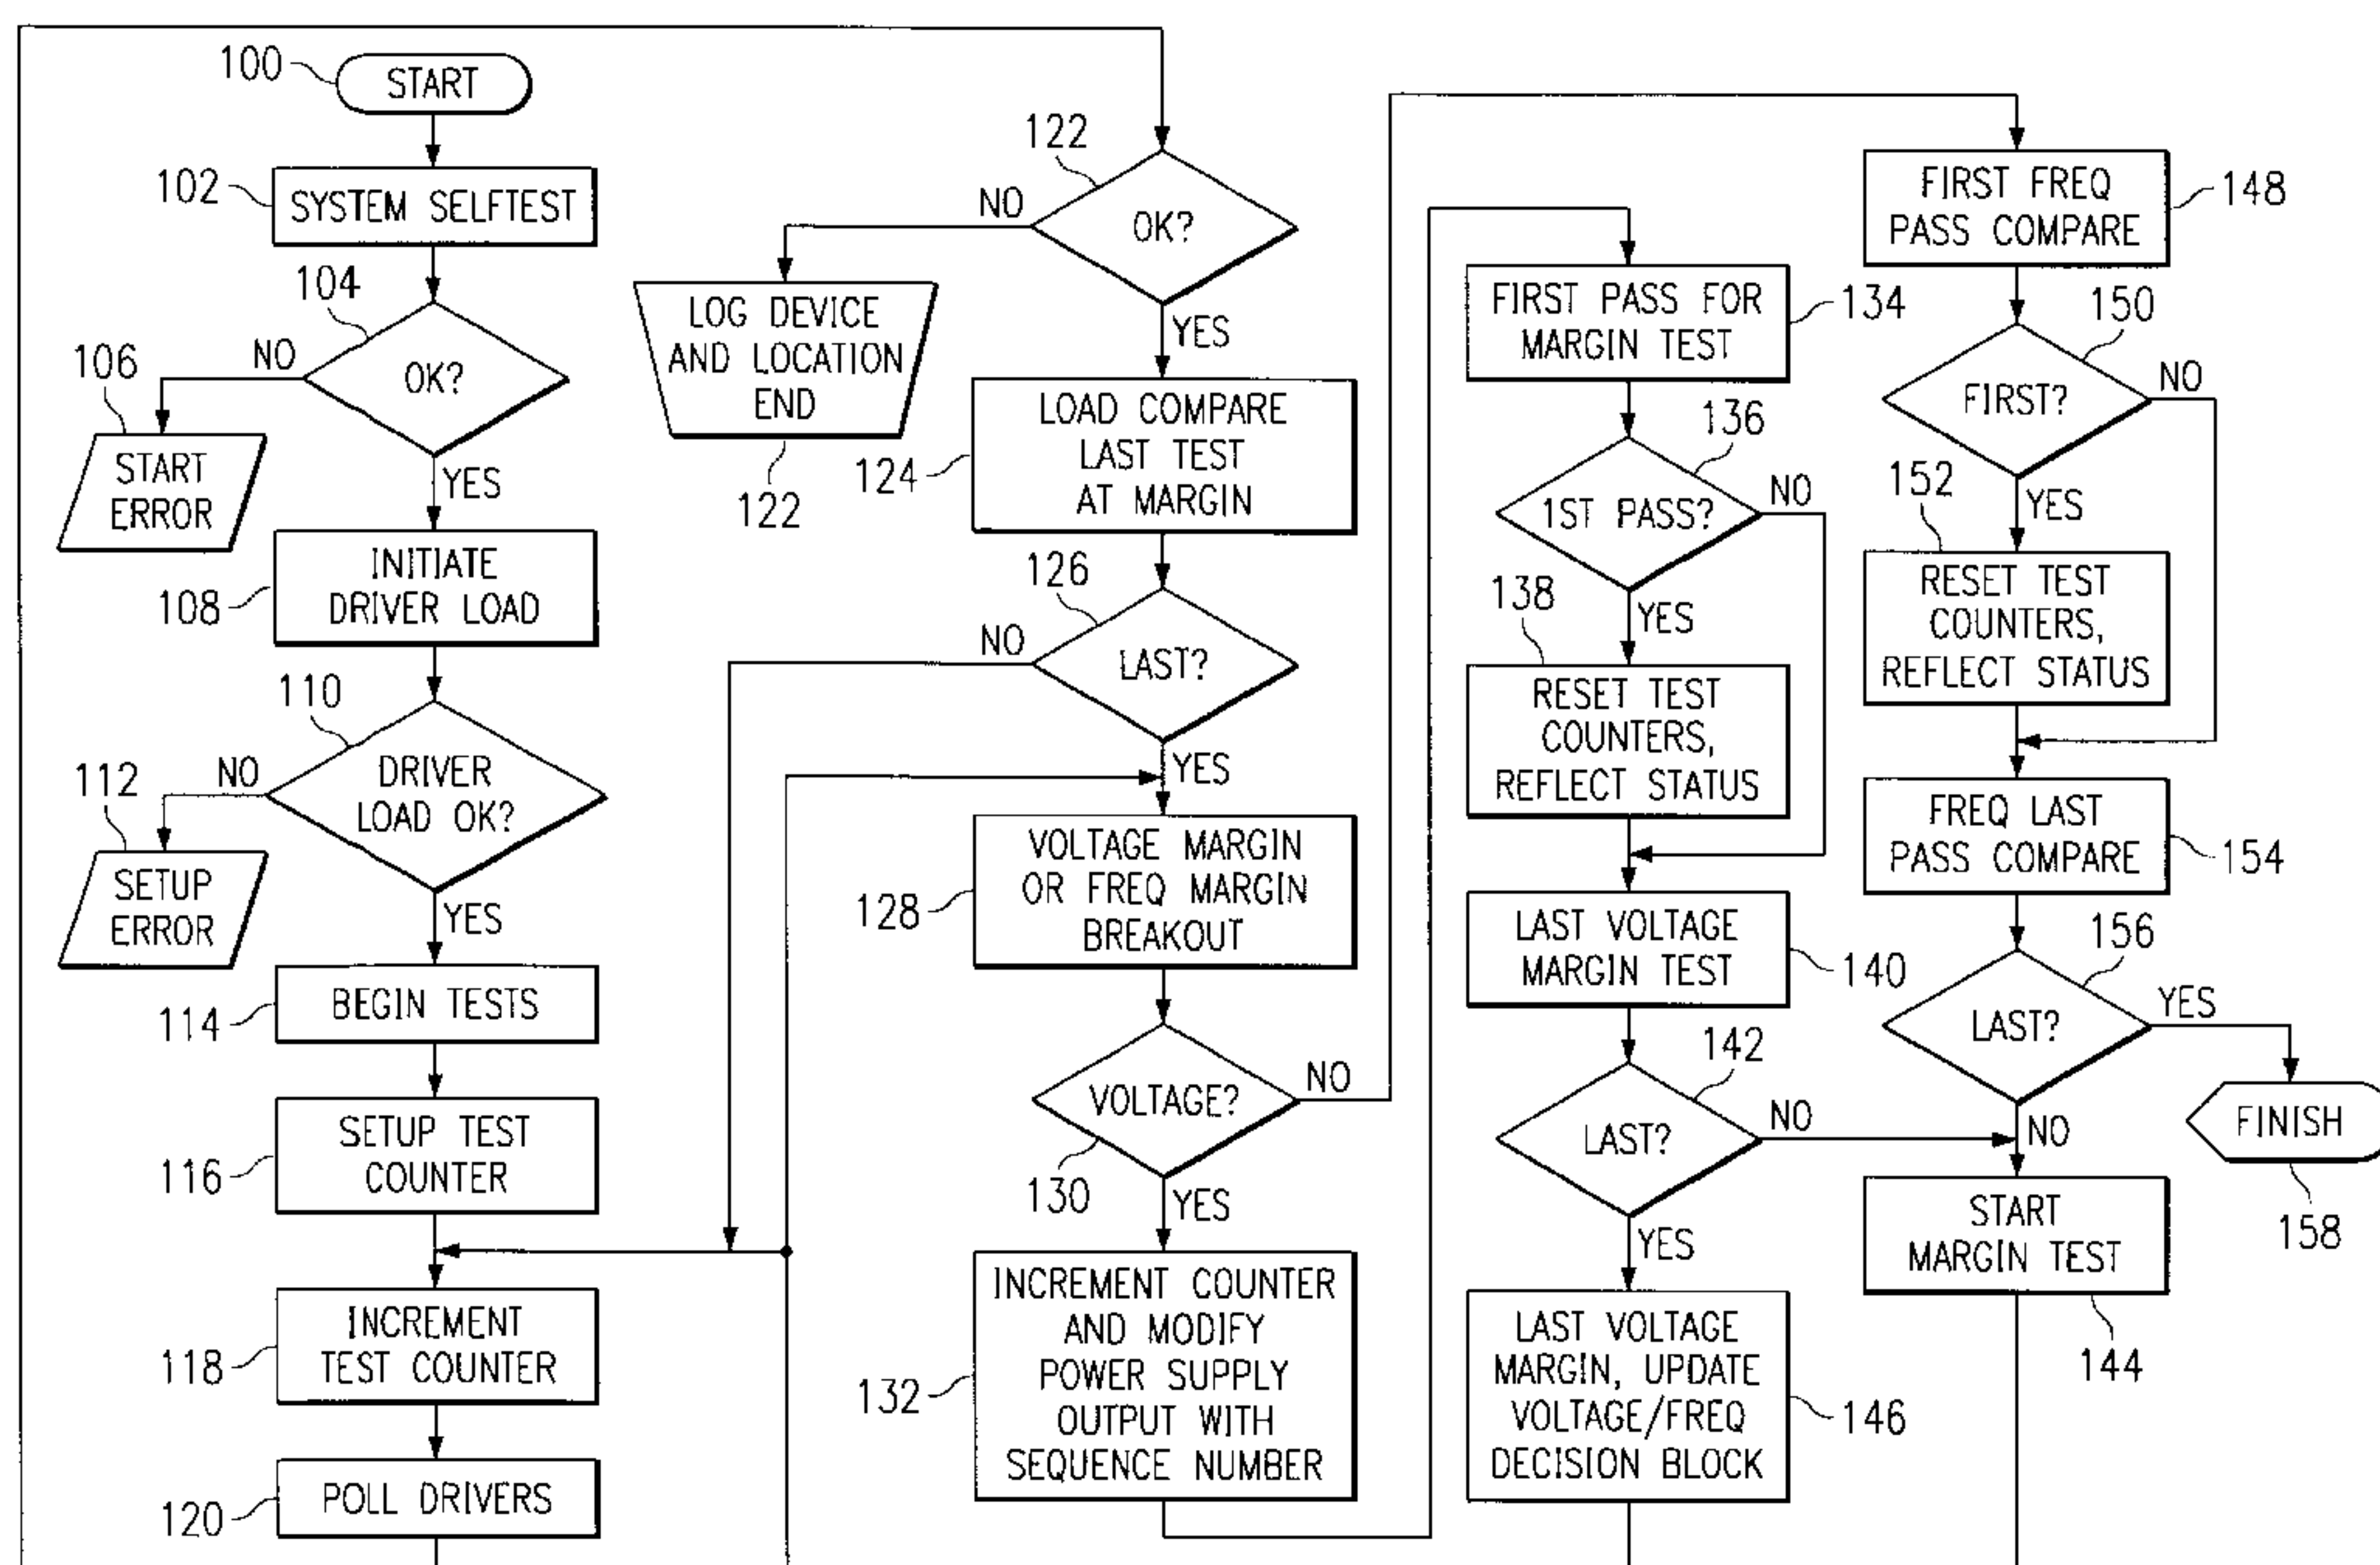 100
START
102
SYSTEM SELFTEST
104
OK?
NO
YES
106
START
ERROR
108
INITIATE
DRIVER LOAD
110
DRIVER
LOAD OK?
NO
YES
112
SETUP
ERROR
114
BEGIN TESTS
116
SETUP TEST
COUNTER
118
INCREMENT
TEST COUNTER
120
POLL DRIVERS
122
OK?
NO
YES
LOG DEVICE
AND LOCATION
END
122
124
LOAD COMPARE
LAST TEST
AT MARGIN
126
LAST?
NO
YES
128
VOLTAGE MARGIN
OR FREQ MARGIN
BREAKOUT
VOLTAGE?
NO
130
YES
132
INCREMENT COUNTER
AND MODIFY
POWER SUPPLY
OUTPUT WITH
SEQUENCE NUMBER
FIRST PASS FOR
MARGIN TEST
134
136
1ST PASS?
NO
YES
138
RESET TEST
COUNTERS,
REFLECT STATUS
LAST VOLTAGE
MARGIN TEST
140
142
LAST?
NO
YES
LAST VOLTAGE
MARGIN, UPDATE
VOLTAGE/FREQ
DECISION BLOCK
146
FIRST FREQ
PASS COMPARE
148
150
FIRST?
NO
YES
152
RESET TEST
COUNTERS,
REFLECT STATUS
FREQ LAST
PASS COMPARE
154
156
LAST?
YES
NO
FINISH
158
START
MARGIN TEST
144